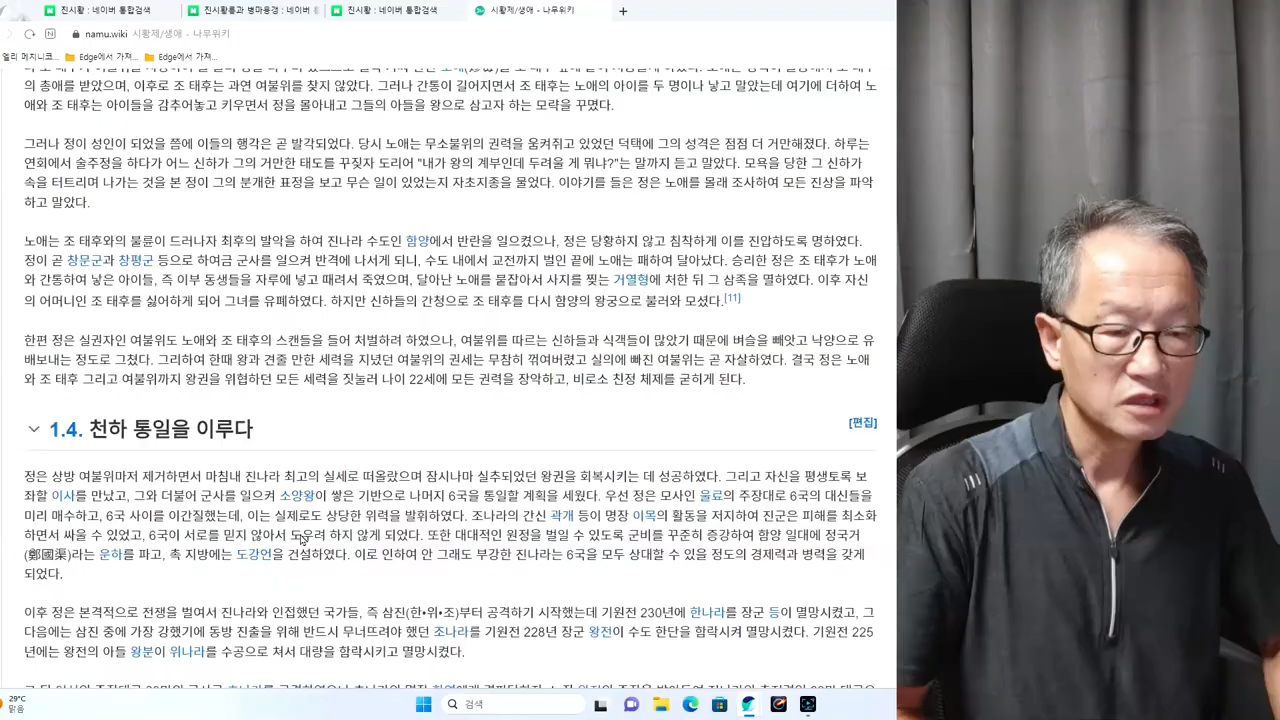 진시황 : 네이버 통합검색
진시황릉과 병마용갱 : 네이버
진시황 : 네이버 통합검색
시황제/생애 - 나무위키
namu.wiki 시황제/생애 - 나무위키
엘리 메지니코...
Edge에서 가져...
Edge에서 가져...
의 총애를 받았으며, 이후로 조 태후는 과연 여불위를 찾지 않았다. 그러나 간통이 길어지면서 조 태후는 노애의 아이를 두 명이나 낳고 말았는데 여기에 더하여 노
애와 조 태후는 아이들을 감추어놓고 키우면서 정을 몰아내고 그들의 아들을 왕으로 삼고자 하는 모략을 꾸몄다.
그러나 정이 성인이 되었을 쯤에 이들의 행각은 곧 발각되었다. 당시 노애는 무소불위의 권력을 움켜쥐고 있었던 덕택에 그의 성격은 점점 더 거만해졌다. 하루는
연회에서 술주정을 하다가 어느 신하가 그의 거만한 태도를 꾸짖자 도리어 "내가 왕의 계부인데 두려울 게 뭐냐?"는 말까지 듣고 말았다. 모욕을 당한 그 신하가
속을 터트리며 나가는 것을 본 정이 그의 분개한 표정을 보고 무슨 일이 있었는지 자초지종을 물었다. 이야기를 들은 정은 노애를 몰래 조사하여 모든 진상을 파악
하고 말았다.
노애는 조 태후와의 불륜이 드러나자 최후의 발악을 하여 진나라 수도인 함양에서 반란을 일으켰으나, 정은 당황하지 않고 침착하게 이를 진압하도록 명하였다.
정이 곧 창문군과 창평군 등으로 하여금 군사를 일으켜 반격에 나서게 되니, 수도 내에서 교전까지 벌인 끝에 노애는 패하여 달아났다. 승리한 정은 조 태후가 노애
와 간통하여 낳은 아이들, 즉 이부 동생들을 자루에 넣고 때려서 죽였으며, 달아난 노애를 붙잡아서 사지를 찢는 거열형에 처한 뒤 그 삼족을 멸하였다. 이후 자신
의 어머니인 조 태후를 싫어하게 되어 그녀를 유폐하였다. 하지만 신하들의 간청으로 조 태후를 다시 함양의 왕궁으로 불러와 모셨다.[11]
한편 정은 실권자인 여불위도 노애와 조 태후의 스캔들을 들어 처벌하려 하였으나, 여불위를 따르는 신하들과 식객들이 많았기 때문에 벼슬을 빼앗고 낙양으로 유
배보내는 정도로 그쳤다. 그리하여 한때 왕과 견줄 만한 세력을 지녔던 여불위의 권세는 무참히 꺾여버렸고 실의에 빠진 여불위는 곧 자살하였다. 결국 정은 노애
와 조 태후 그리고 여불위까지 왕권을 위협하던 모든 세력을 짓눌러 나이 22세에 모든 권력을 장악하고, 비로소 친정 체제를 굳히게 된다.
1.4. 천하 통일을 이루다
[편집]
정은 상방 여불위마저 제거하면서 마침내 진나라 최고의 실세로 떠올랐으며 잠시나마 실추되었던 왕권을 회복시키는 데 성공하였다. 그리고 자신을 평생토록 보
좌할 이사를 만났고, 그와 더불어 군사를 일으켜 소양왕이 쌓은 기반으로 나머지 6국을 통일할 계획을 세웠다. 우선 정은 모사인 울료의 주장대로 6국의 대신들을
미리 매수하고, 6국 사이를 이간질했는데, 이는 실제로도 상당한 위력을 발휘하였다. 조나라의 간신 곽개 등이 명장 이목의 활동을 저지하여 진군은 피해를 최소화
하면서 싸울 수 있었고, 6국이 서로를 믿지 않아서 도우려 하지 않게 되었다. 또한 대대적인 원정을 벌일 수 있도록 군비를 꾸준히 증강하여 함양 일대에 정국거
(鄭國渠)라는 운하를 파고, 촉 지방에는 도강언을 건설하였다. 이로 인하여 안 그래도 부강한 진나라는 6국을 모두 상대할 수 있을 정도의 경제력과 병력을 갖게
되었다.
이후 정은 본격적으로 전쟁을 벌여서 진나라와 인접했던 국가들, 즉 삼진(한•위•조)부터 공격하기 시작했는데 기원전 230년에 한나라를 장군 등이 멸망시켰고, 그
다음에는 삼진 중에 가장 강했기에 동방 진출을 위해 반드시 무너뜨려야 했던 조나라를 기원전 228년 장군 왕전이 수도 한단을 함락시켜 멸망시켰다. 기원전 225
년에는 왕전의 아들 왕분이 위나라를 수공으로 쳐서 대량을 함락시키고 멸망시켰다.
29°C
맑음
검색